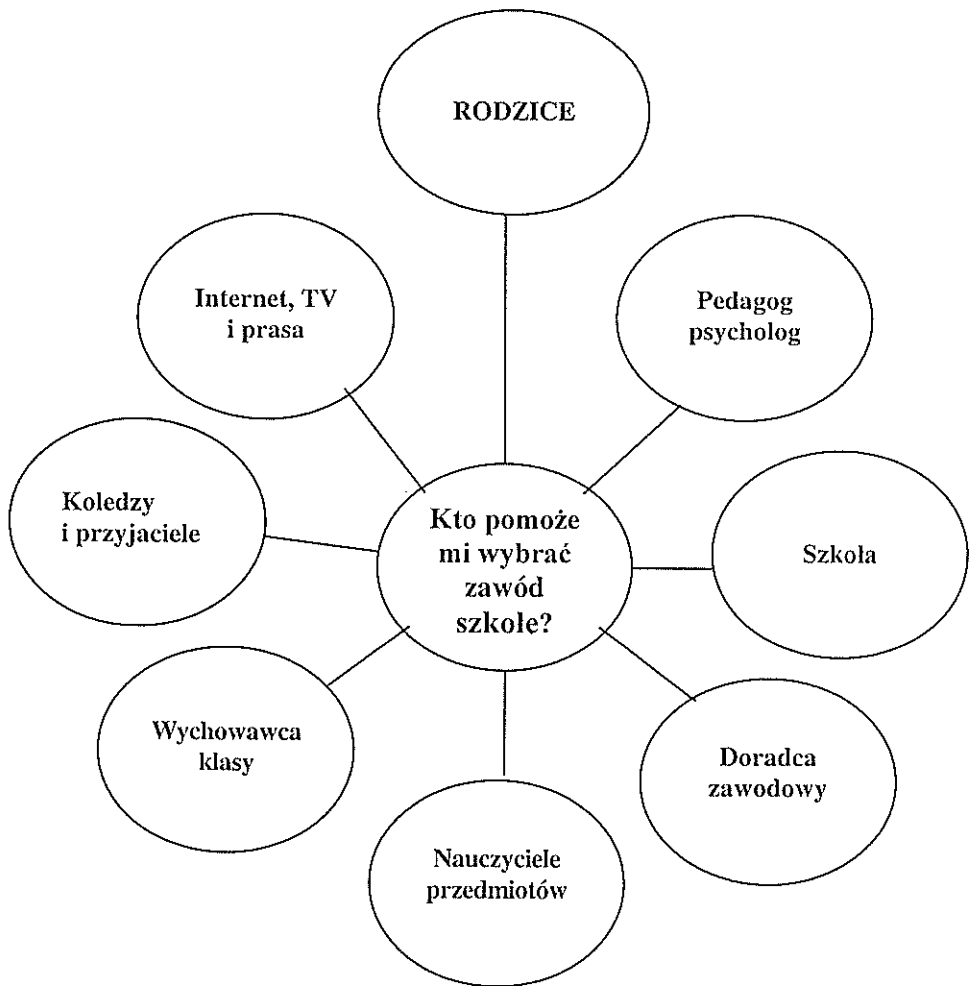 RODZICE
Internet, TV
i prasa
Pedagog
psycholog
Koledzy
i przyjaciele
Kto pomoże
mi wybrać
zawód
szkołe?
Szkoła
Wychowawca
klasy
Doradca
zawodowy
Nauczyciele
przedmiotów